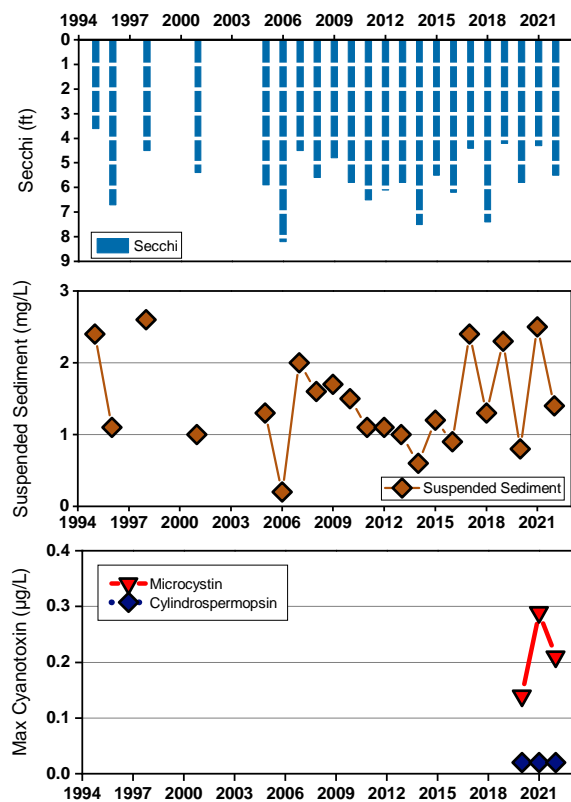 1994 1997 2000 2003 2006 2009 2012 2015 2018 2021
0
1
2
3
4
5
6
7
8
9
Secchi (ft)
Secchi
3
2
1
0
Suspended Sediment (mg/L)
Suspended Sediment
1994 1997 2000 2003 2006 2009 2012 2015 2018 2021
0.4
0.3
0.2
0.1
0.0
Max Cyanotoxin (µg/L)
Microcystin
Cylindrospermopsin
1994 1997 2000 2003 2006 2009 2012 2015 2018 2021